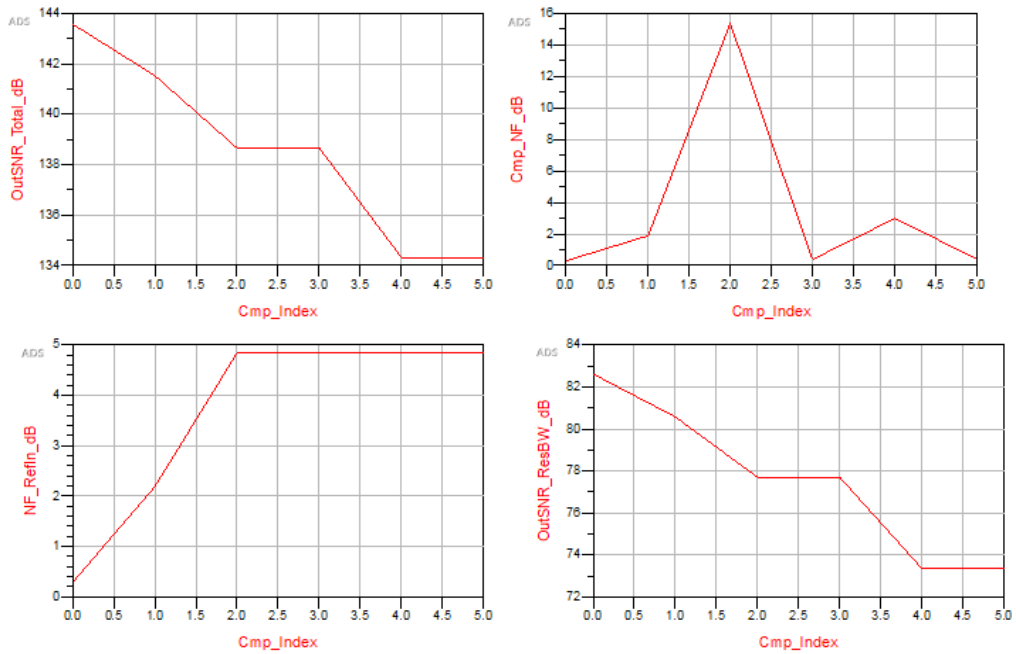 ADS
OutSNR_Total_dB
144
142
140
138
136
134
0.0 0.5 1.0 1.5 2.0 2.5 3.0 3.5 4.0 4.5 5.0
Cmp_Index
ADS
Cmp_NF_dB
16
14
12
10
8
6
4
2
0
0.0 0.5 1.0 1.5 2.0 2.5 3.0 3.5 4.0 4.5 5.0
Cmp_Index
ADS
NF_RefIn_dB
5
4
3
2
1
0
0.0 0.5 1.0 1.5 2.0 2.5 3.0 3.5 4.0 4.5 5.0
Cmp_Index
ADS
OutSNR_ResBW_dB
84
82
80
78
76
74
72
0.0 0.5 1.0 1.5 2.0 2.5 3.0 3.5 4.0 4.5 5.0
Cmp_Index